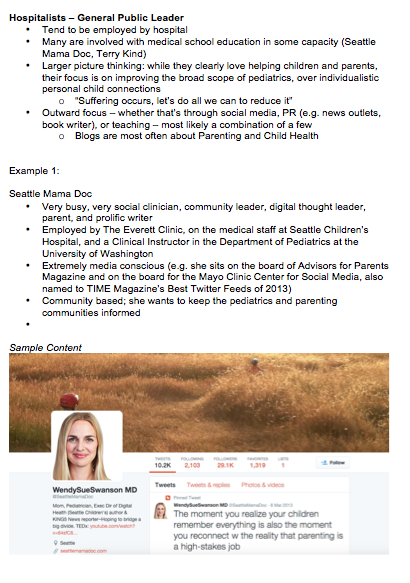 Hospitalists – General Public Leader
• Tend to be employed by hospital
• Many are involved with medical school education in some capacity (Seattle
Mama Doc, Terry Kind)
• Larger picture thinking: while they clearly love helping children and parents,
their focus is on improving the broad scope of pediatrics, over individualistic
personal child connections
o "Suffering occurs, let's do all we can to reduce it"
• Outward focus – whether that's through social media, PR (e.g. news outlets,
book writer), or teaching – most likely a combination of a few
o Blogs are most often about Parenting and Child Health
Example 1:
Seattle Mama Doc
• Very busy, very social clinician, community leader, digital thought leader,
parent, and prolific writer
• Employed by The Everett Clinic, on the medical staff at Seattle Children's
Hospital, and a Clinical Instructor in the Department of Pediatrics at the
University of Washington
• Extremely media conscious (e.g. she sits on the board of Advisors for Parents
Magazine and on the board for the Mayo Clinic Center for Social Media, also
named to TIME Magazine's Best Twitter Feeds of 2013)
• Community based; she wants to keep the pediatrics and parenting
communities informed
•
Sample Content
TWEETS FOLLOWING FOLLOWERS FAVORITES LISTS
10.2K 2,103 29.1K 1,319 1
Follow
Tweets Tweets & replies Photos & videos
WendySueSwanson MD
@SeattleMamaDoc
Mom, Pediatrician, Exec Dir of Digital
Health (Seattle Children's) author &
KING5 News reporter~Hoping to bridge a
big divide. TEDx: youtube.com/watch?
Seattle
seattlemamadoc.com
Pinned Tweet
WendySueSwanson MD @SeattleMamaDoc
The moment you realize your children
remember everything is also the moment
you reconnect w the reality that parenting is
a high-stakes job